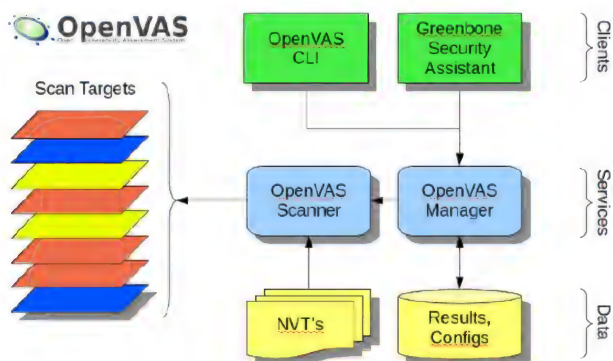 OpenVAS
Scan Targets
OpenVAS
CLI
Greenbone
Security
Assistant
Clients
OpenVAS
Scanner
OpenVAS
Manager
Services
NVT's
Results,
Configs
Data